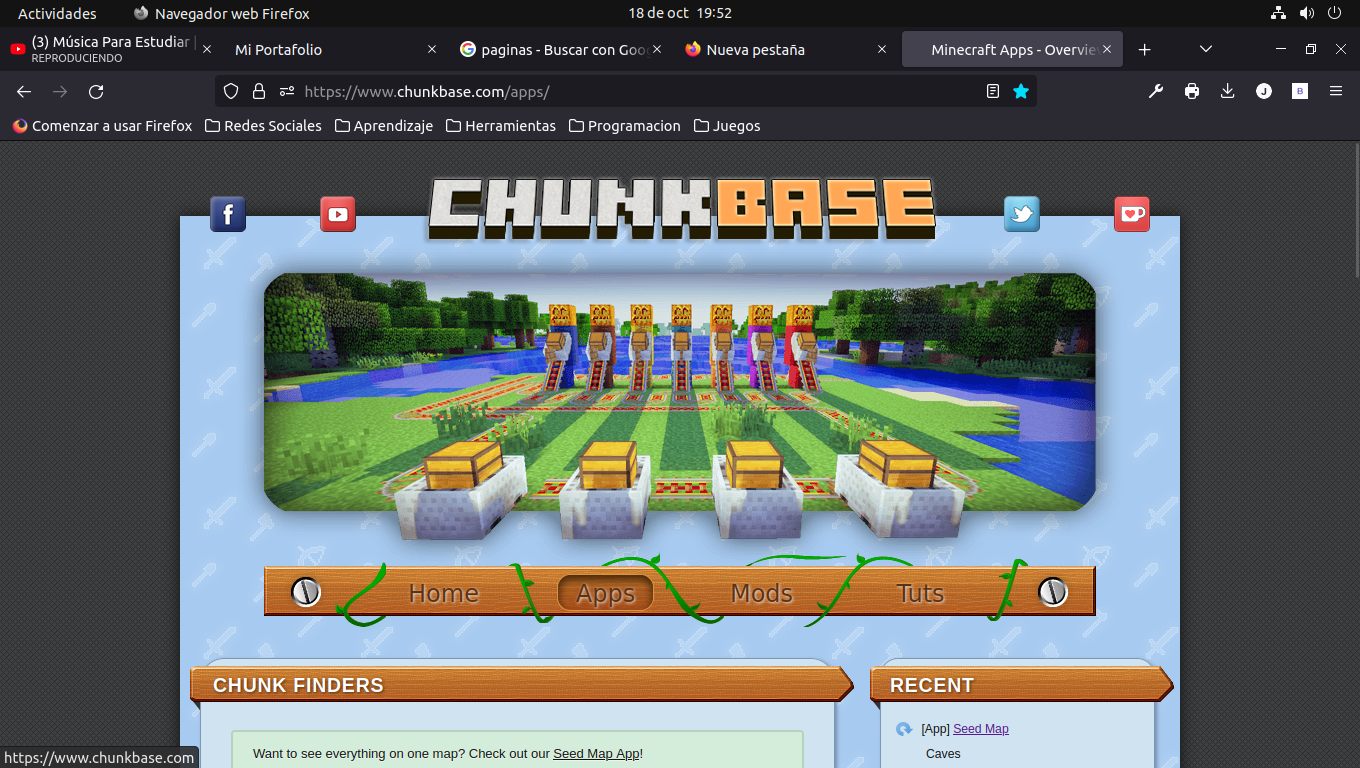 Actividades
Navegador web Firefox
18 de oct 19:52
(3) Música Para Estudiar
REPRODUCIENDO
Mi Portafolio
paginas - Buscar con Goo
Nueva pestaña
Minecraft Apps - Overvie
https://www.chunkbase.com/apps/
J
B
Comenzar a usar Firefox
Redes Sociales
Aprendizaje
Herramientas
Programacion
Juegos
f
CHUNKBASE
Home
Apps
Mods
Tuts
CHUNK FINDERS
RECENT
[App] Seed Map
Caves
Want to see everything on one map? Check out our Seed Map App!
https://www.chunkbase.com